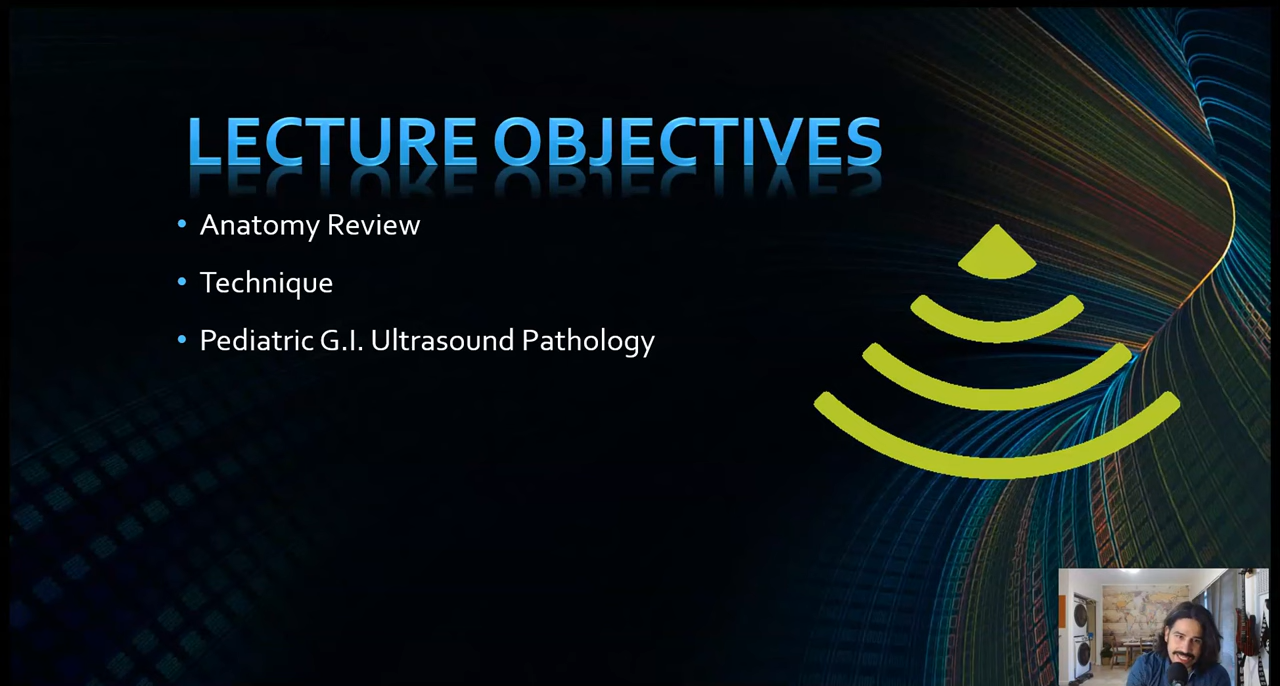 LECTURE OBJECTIVES
• Anatomy Review
• Technique
• Pediatric G.I. Ultrasound Pathology